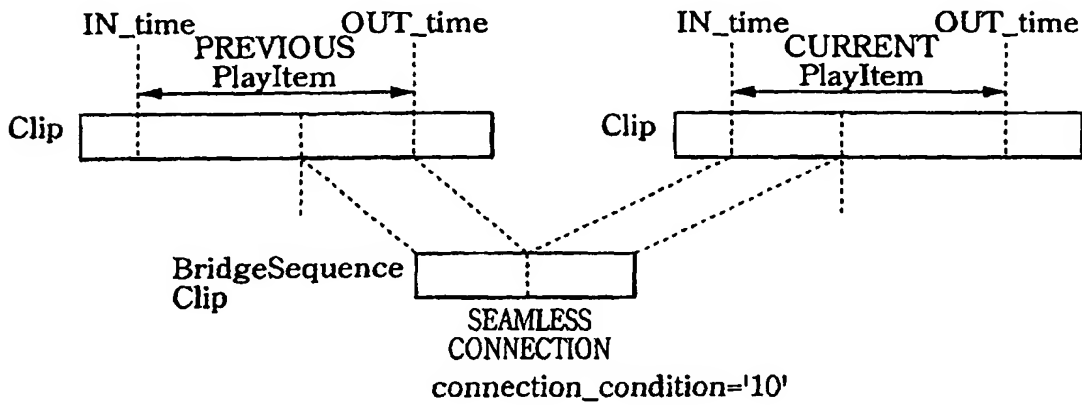 IN_time OUT_time IN_time OUT_time
PREVIOUS CURRENT
PlayItem PlayItem
Clip Clip
BridgeSequence
Clip
SEAMLESS
CONNECTION
connection_condition='10'